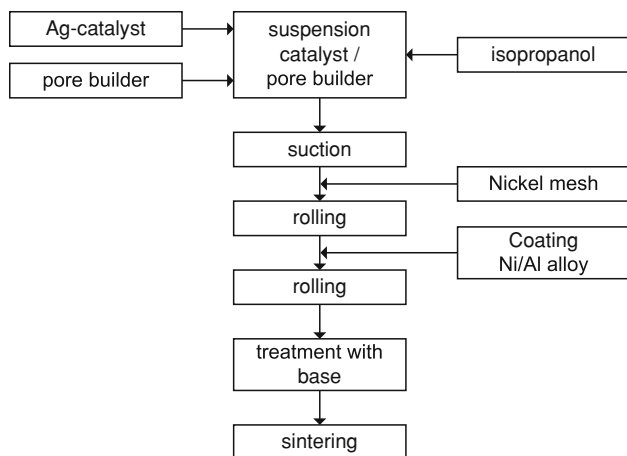 Ag-catalyst
pore builder
suspension
catalyst /
pore builder
isopropanol
suction
Nickel mesh
rolling
Coating
Ni/Al alloy
rolling
treatment with
base
sintering